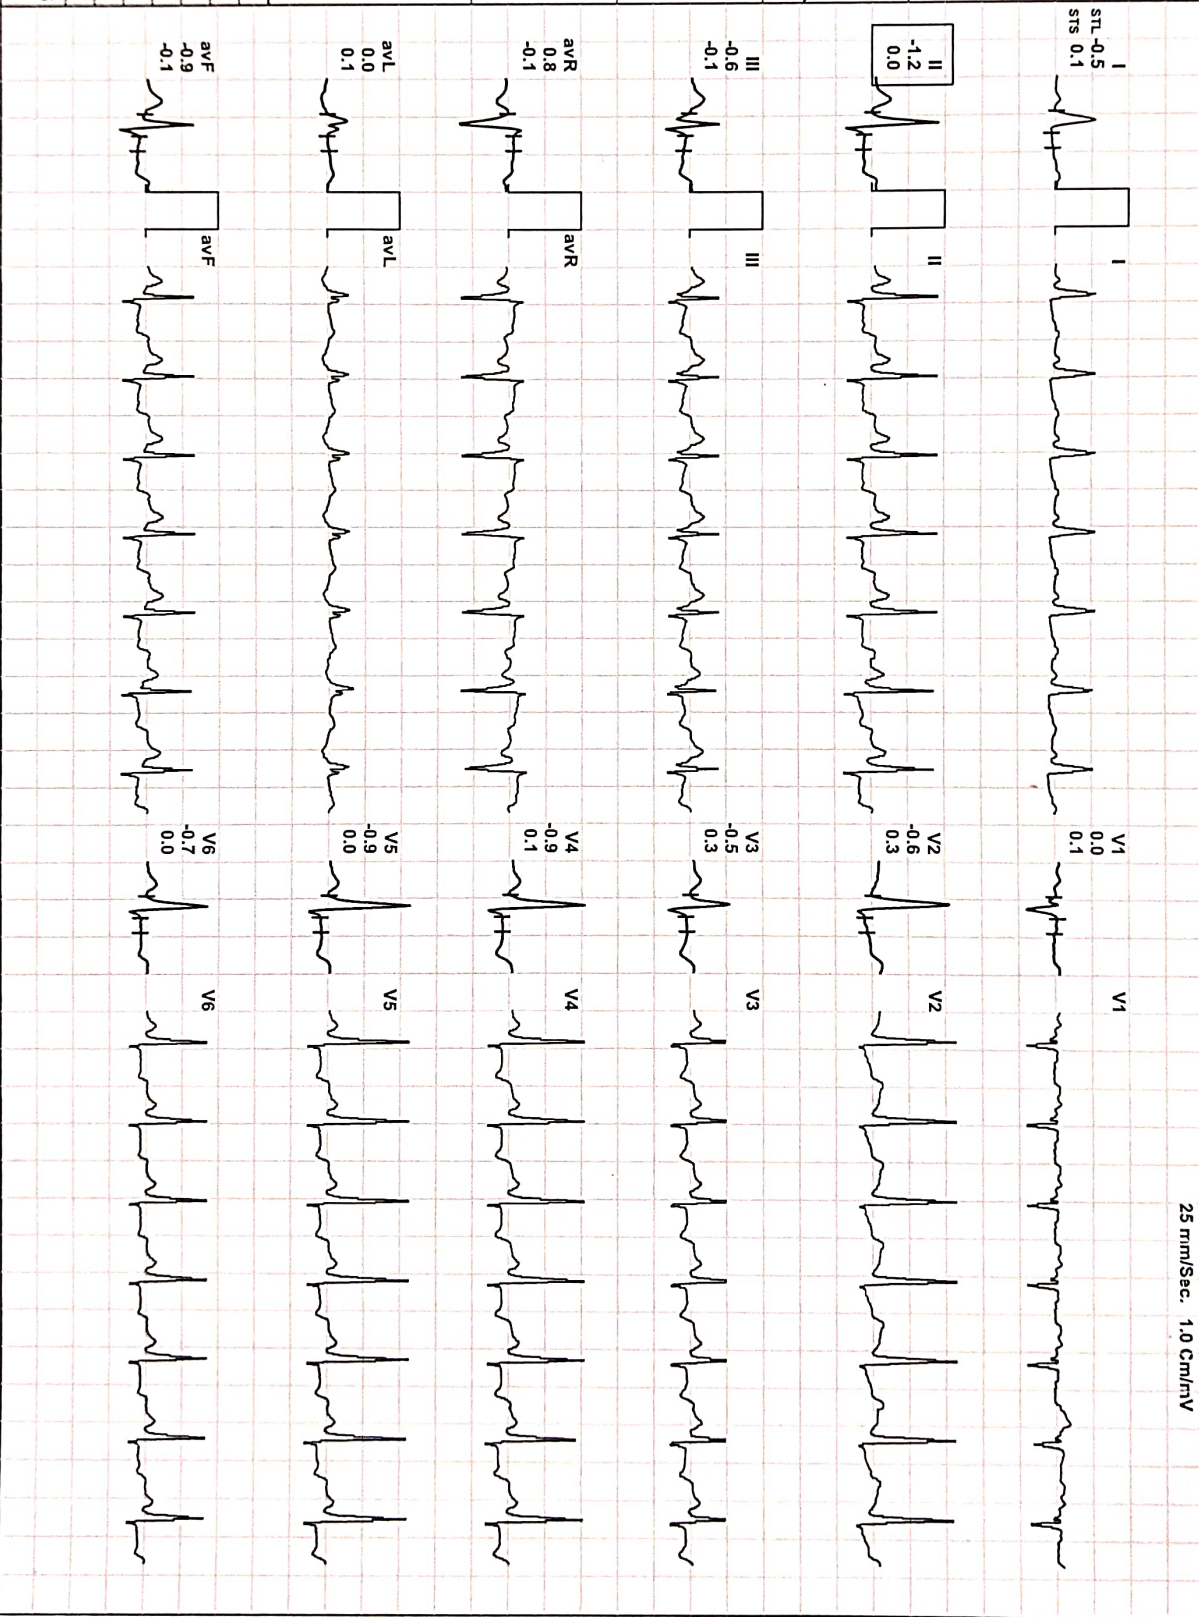 25 mm/Sec. 1.0 Cm/mV
I
STL -0.5
STS 0.1
I
V1
0.0
0.1
V1
II
-1.2
0.0
II
V2
-0.6
0.3
V2
III
-0.6
-0.1
III
V3
-0.5
0.3
V3
avR
0.8
-0.1
avR
V4
-0.9
0.1
V4
avL
0.0
0.1
avL
V5
-0.9
0.0
V5
avF
-0.9
-0.1
avF
V6
-0.7
0.0
V6